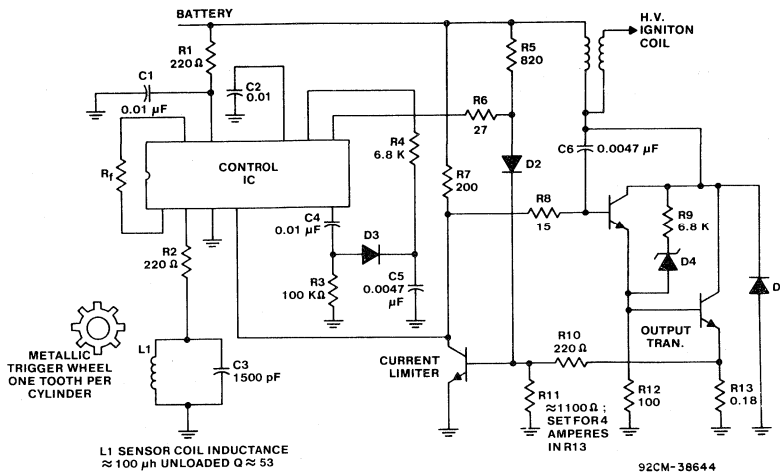 BATTERY
H.V.
IGNITON
COIL
R1
220 Ω
C1
0.01 µF
C2
0.01
R5
820
R6
27
R4
6.8 K
C6
0.0047 µF
Rf
CONTROL
IC
D2
R7
200
R8
15
R9
6.8 K
D4
D
C4
0.01 µF
D3
R2
220 Ω
R3
100 KΩ
C5
0.0047
µF
OUTPUT
TRAN.
R10
220 Ω
METALLIC
TRIGGER WHEEL
ONE TOOTH PER
CYLINDER
L1
C3
1500 pF
CURRENT
LIMITER
R11
≈1100 Ω ;
SET FOR 4
AMPERES
IN R13
R12
100
R13
0.18
L1 SENSOR COIL INDUCTANCE
≈ 100 µh UNLOADED Q ≈ 53
92CM-38644